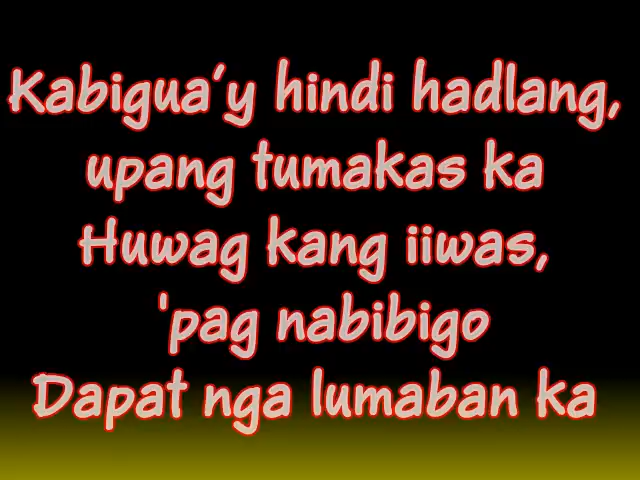 Kabigua’y hindi hadlang,
upang tumakas ka
Huwag kang iiwas,
'pag nabibigo
Dapat nga lumaban ka